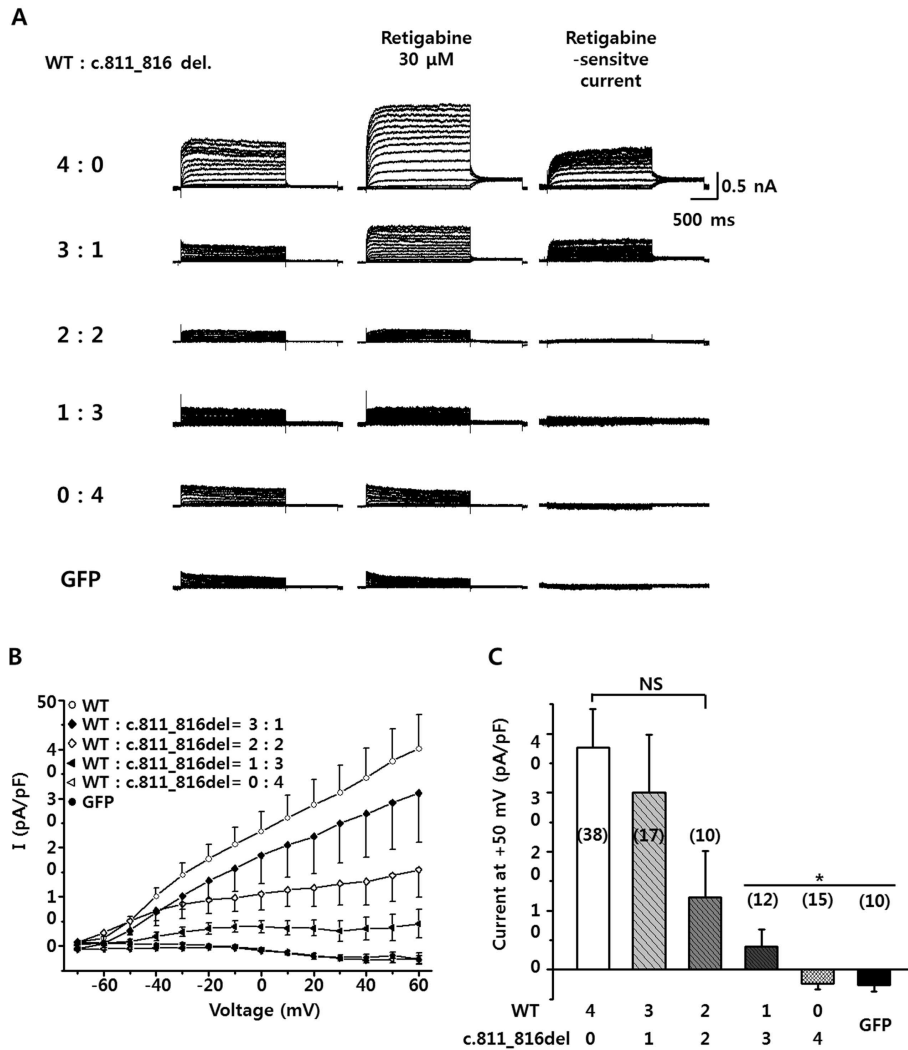 A
WT : c.811_816 del.
Retigabine
30 μM
Retigabine
-sensitve
current
4 : 0
0.5 nA
500 ms
3 : 1
2 : 2
1 : 3
0 : 4
GFP
B
50
4
0
3
0
2
0
1
0
0
I (pA/pF)
WT
WT : c.811_816del= 3 : 1
WT : c.811_816del= 2 : 2
WT : c.811_816del= 1 : 3
WT : c.811_816del= 0 : 4
GFP
-60 -40 -20 0 20 40 60
Voltage (mV)
C
NS
4
0
3
0
2
0
1
0
0
Current at +50 mV (pA/pF)
(38) (17) (10) (12) (15) (10)
*
WT 4 3 2 1 0 GFP
c.811_816del 0 1 2 3 4